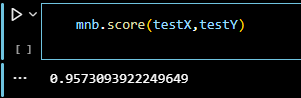 mnb.score(testX,testY)
[ ]
... 0.9573093922249649